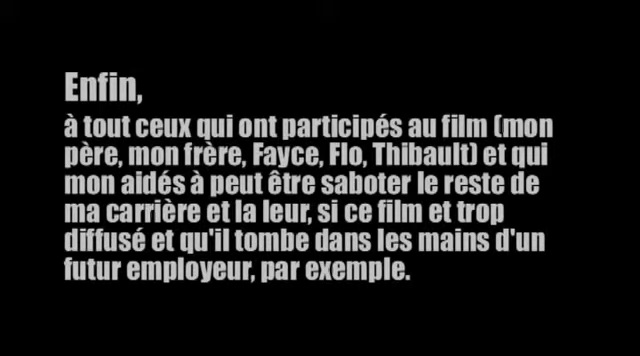 Enfin,
à tout ceux qui ont participés au film (mon
père, mon frère, Fayce, Flo, Thibault) et qui
mon aidés à peut être saboter le reste de
ma carrière et la leur, si ce film et trop
diffusé et qu'il tombe dans les mains d'un
futur employeur, par exemple.